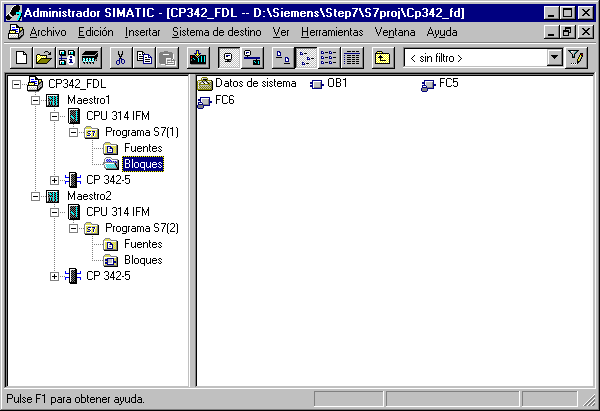 Administrador SIMATIC - [CP342_FDL -- D:\Siemens\Step7\S7proj\Cp342_fd]
Archivo Edición Insertar Sistema de destino Ver Herramientas Ventana Ayuda
< sin filtro >
CP342_FDL
Maestro1
CPU 314 IFM
Programa S7(1)
Fuentes
Bloques
CP 342-5
Maestro2
CPU 314 IFM
Programa S7(2)
Fuentes
Bloques
CP 342-5
Datos de sistema OB1 FC5
FC6
Pulse F1 para obtener ayuda.